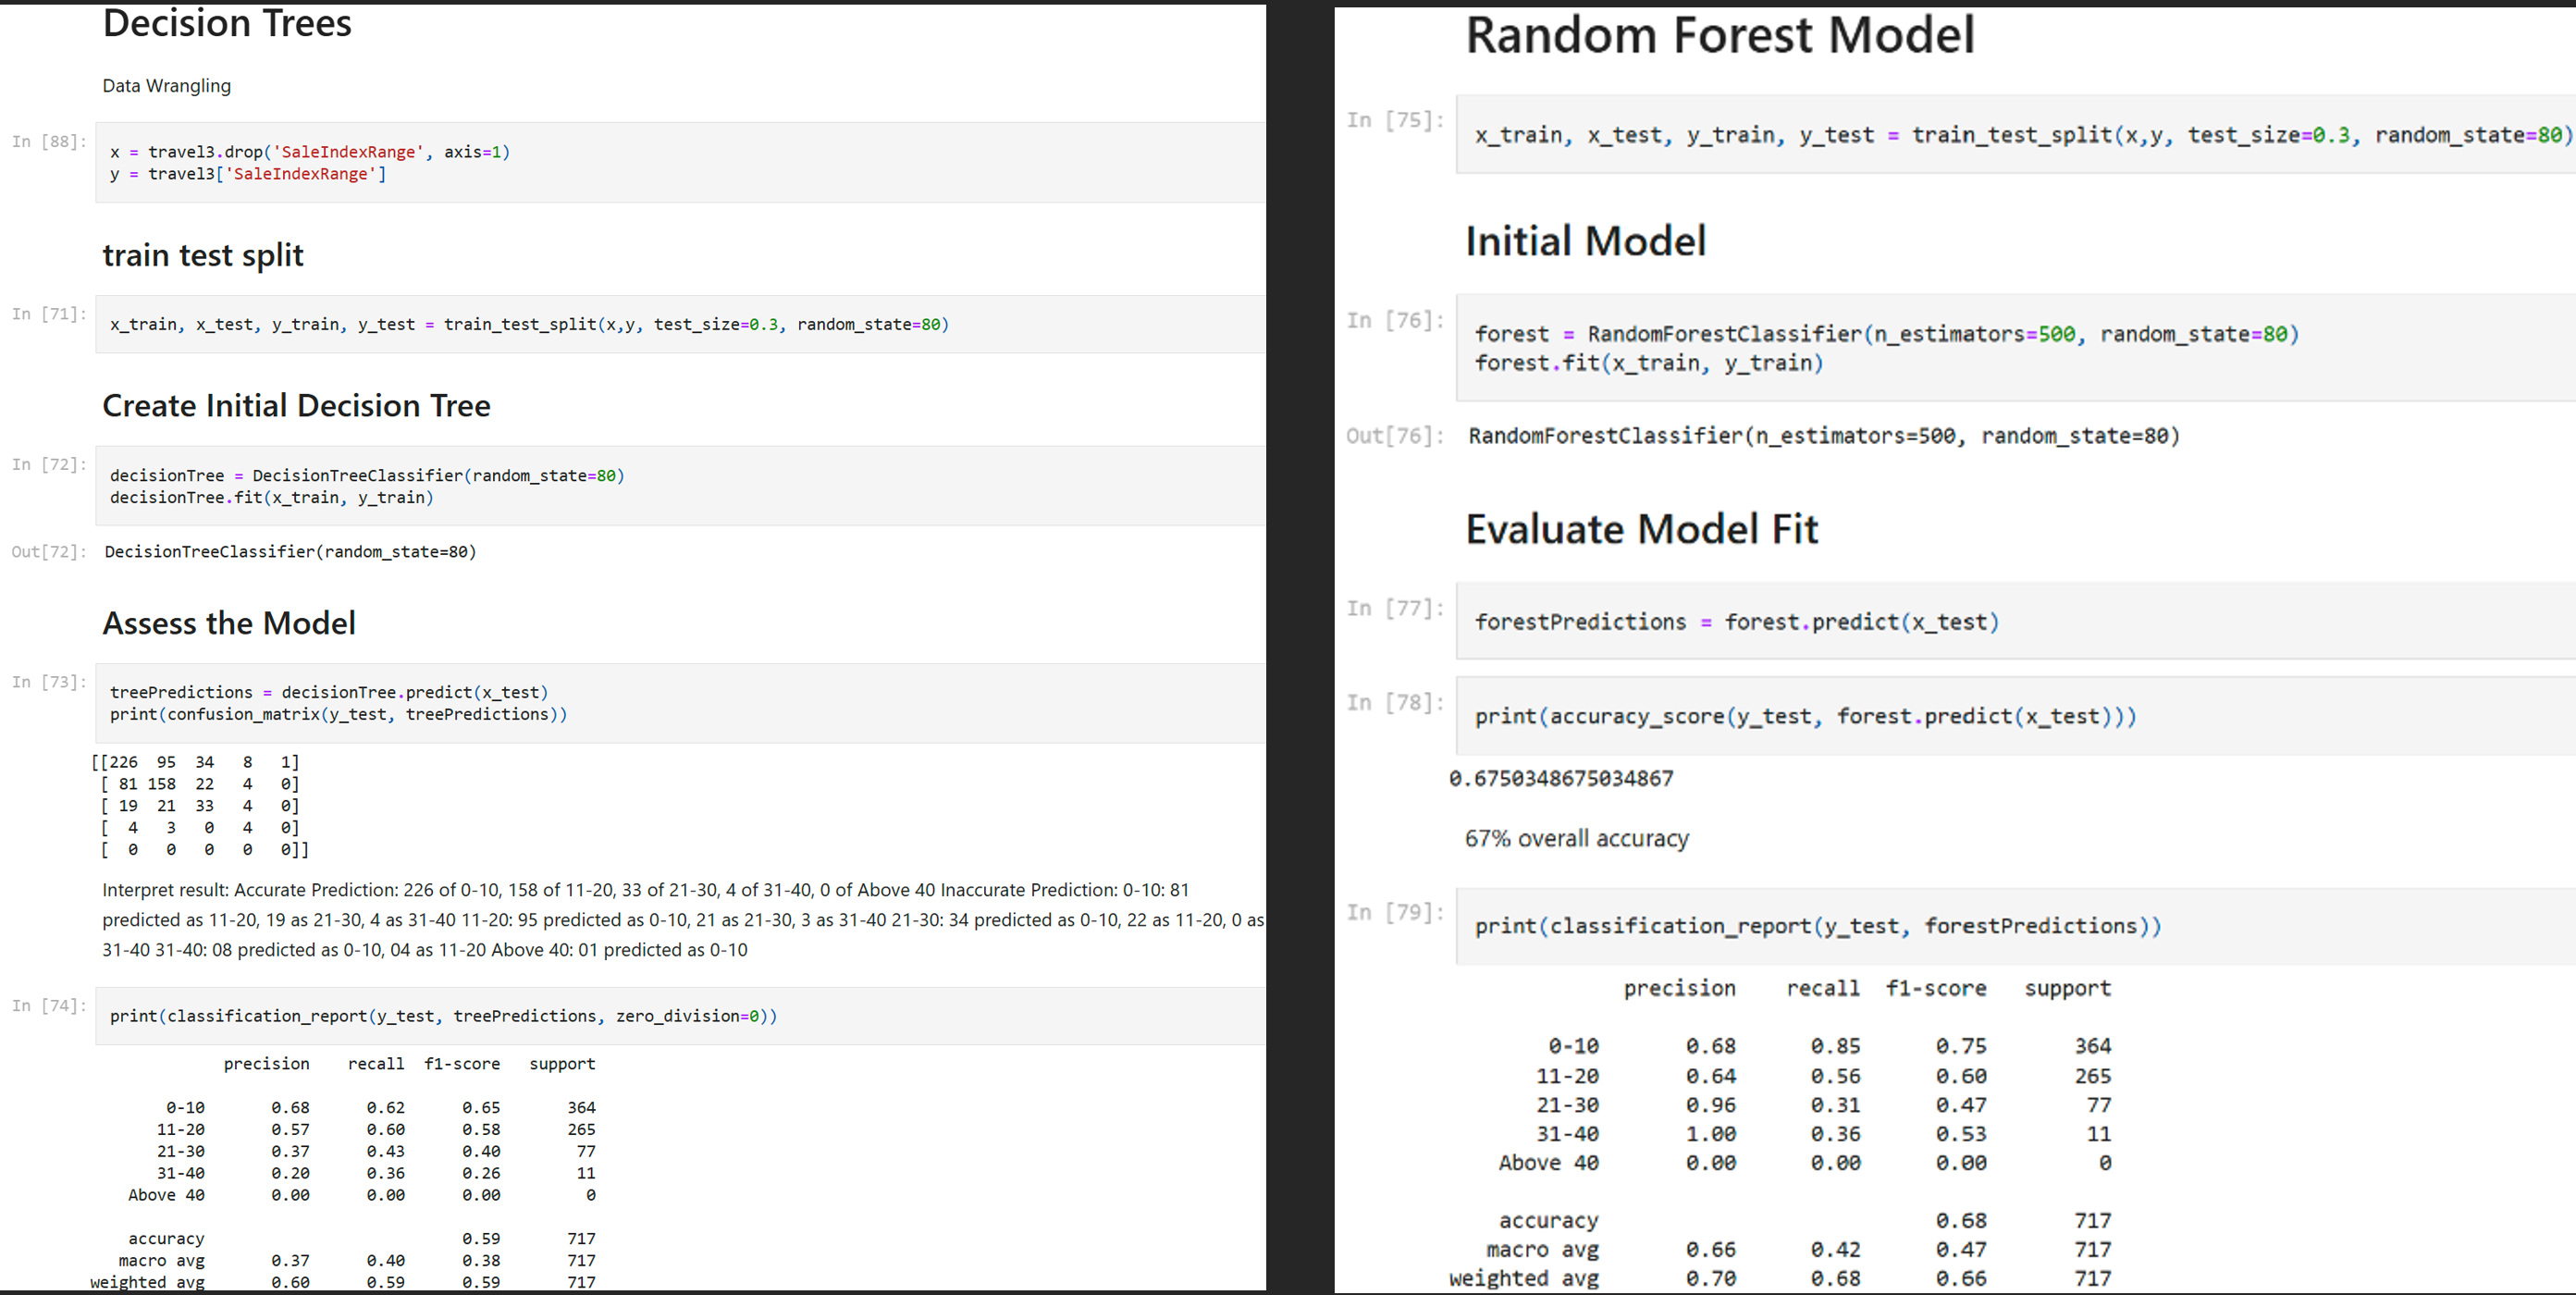 Decision Trees
Data Wrangling
In [88]:
x = travel3.drop('SaleIndexRange', axis=1)
y = travel3['SaleIndexRange']
train test split
In [71]:
x_train, x_test, y_train, y_test = train_test_split(x,y, test_size=0.3, random_state=80)
Create Initial Decision Tree
In [72]:
decisionTree = DecisionTreeClassifier(random_state=80)
decisionTree.fit(x_train, y_train)
Out[72]: DecisionTreeClassifier(random_state=80)
Assess the Model
In [73]:
treePredictions = decisionTree.predict(x_test)
print(confusion_matrix(y_test, treePredictions))
[[226 95 34 8 1]
[ 81 158 22 4 0]
[ 19 21 33 4 0]
[ 4 3 0 4 0]
[ 0 0 0 0 0]]
Interpret result: Accurate Prediction: 226 of 0-10, 158 of 11-20, 33 of 21-30, 4 of 31-40, 0 of Above 40 Inaccurate Prediction: 0-10: 81
predicted as 11-20, 19 as 21-30, 4 as 31-40 11-20: 95 predicted as 0-10, 21 as 21-30, 3 as 31-40 21-30: 34 predicted as 0-10, 22 as 11-20, 0 as
31-40 31-40: 08 predicted as 0-10, 04 as 11-20 Above 40: 01 predicted as 0-10
In [74]:
print(classification_report(y_test, treePredictions, zero_division=0))
precision recall f1-score support
0-10 0.68 0.62 0.65 364
11-20 0.57 0.60 0.58 265
21-30 0.37 0.43 0.40 77
31-40 0.20 0.36 0.26 11
Above 40 0.00 0.00 0.00 0
accuracy 0.59 717
macro avg 0.37 0.40 0.38 717
weighted avg 0.60 0.59 0.59 717
Random Forest Model
In [75]:
x_train, x_test, y_train, y_test = train_test_split(x,y, test_size=0.3, random_state=80)
Initial Model
In [76]:
forest = RandomForestClassifier(n_estimators=500, random_state=80)
forest.fit(x_train, y_train)
Out[76]: RandomForestClassifier(n_estimators=500, random_state=80)
Evaluate Model Fit
In [77]:
forestPredictions = forest.predict(x_test)
In [78]:
print(accuracy_score(y_test, forest.predict(x_test)))
0.6750348675034867
67% overall accuracy
In [79]:
print(classification_report(y_test, forestPredictions))
precision recall f1-score support
0-10 0.68 0.85 0.75 364
11-20 0.64 0.56 0.60 265
21-30 0.96 0.31 0.47 77
31-40 1.00 0.36 0.53 11
Above 40 0.00 0.00 0.00 0
accuracy 0.68 717
macro avg 0.66 0.42 0.47 717
weighted avg 0.70 0.68 0.66 717